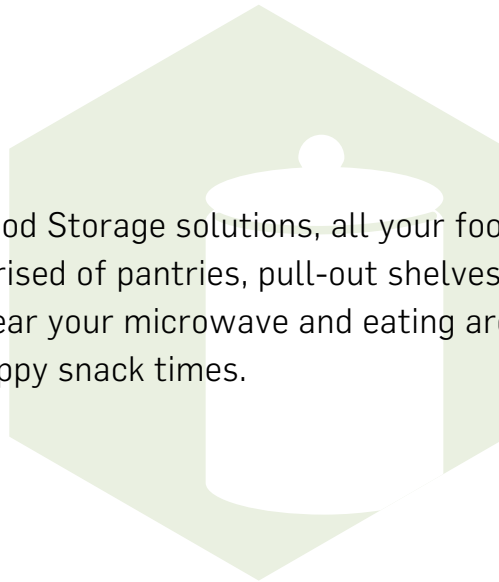 od Storage solutions, all your foo
rised of pantries, pull-out shelves
ear your microwave and eating are
ppy snack times.